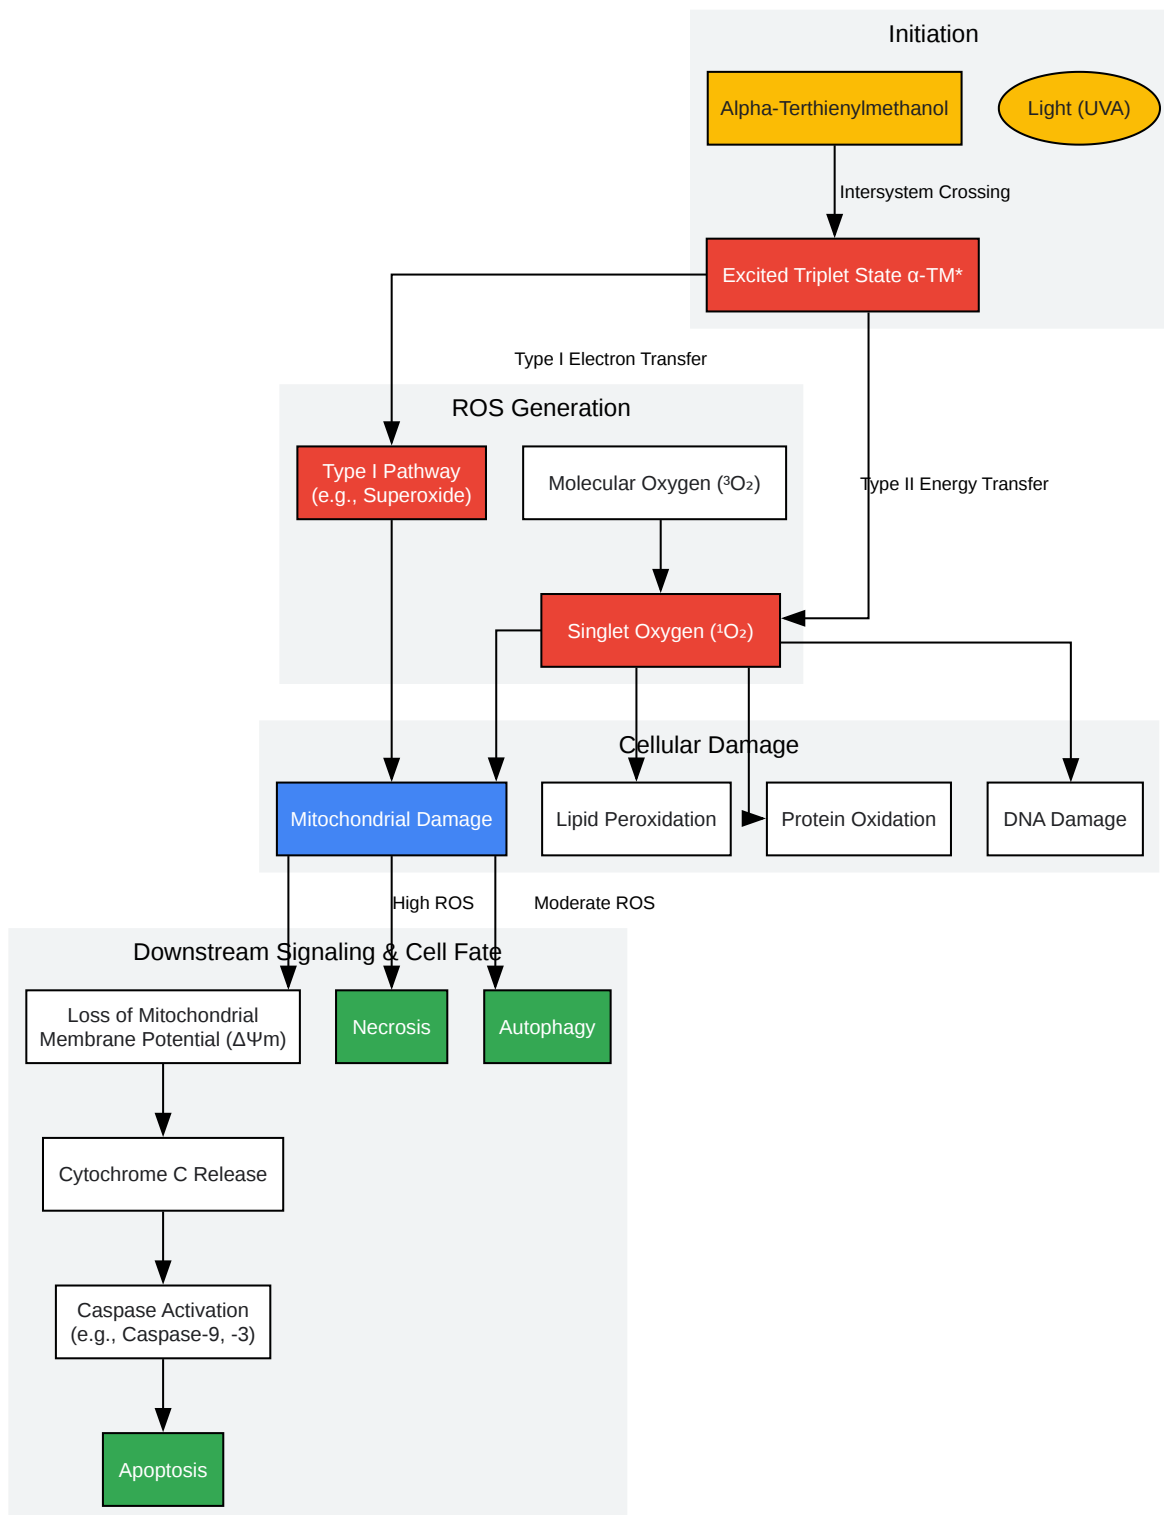 Initiation
Alpha-Terthienylmethanol
Light (UVA)
Intersystem Crossing
Excited Triplet State α-TM*
Type I Electron Transfer
ROS Generation
Type I Pathway
(e.g., Superoxide)
Molecular Oxygen (³O₂)
Type II Energy Transfer
Singlet Oxygen (¹O₂)
Cellular Damage
Mitochondrial Damage
Lipid Peroxidation
Protein Oxidation
DNA Damage
High ROS
Moderate ROS
Downstream Signaling & Cell Fate
Loss of Mitochondrial
Membrane Potential (ΔΨm)
Necrosis
Autophagy
Cytochrome C Release
Caspase Activation
(e.g., Caspase-9, -3)
Apoptosis